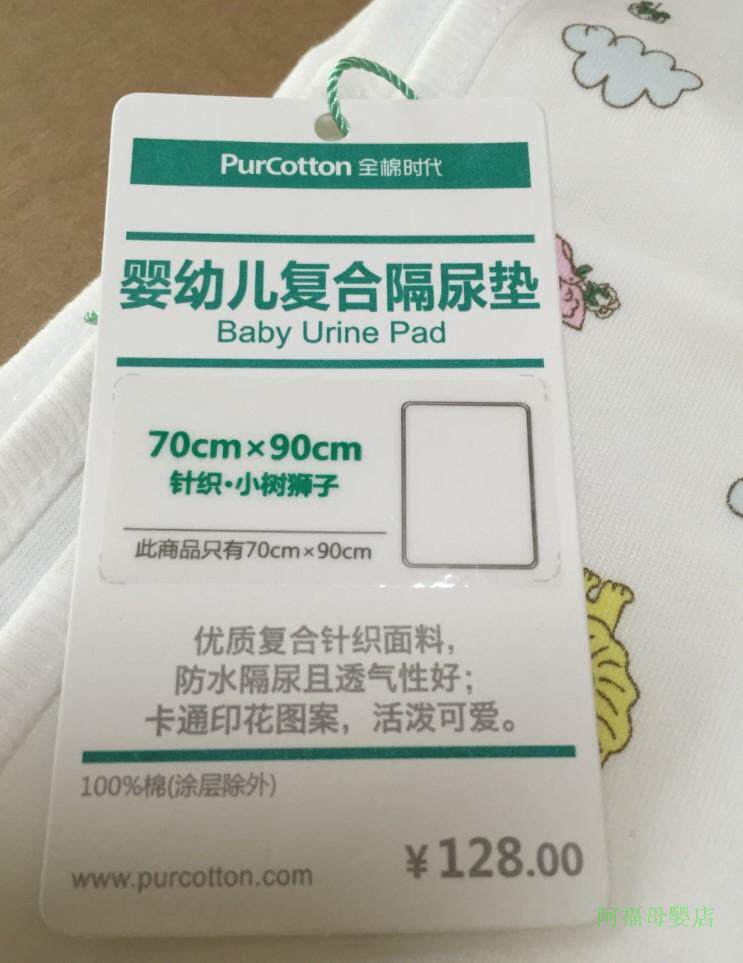 PurCotton 全棉时代
婴幼儿复合隔尿垫
Baby Urine Pad
70cm×90cm
针织·小树狮子
此商品只有70cm×90cm
优质复合针织面料，
防水隔尿且透气性好；
卡通印花图案，活泼可爱。
100%棉(涂层除外)
www.purcotton.com
￥128.00
阿福母婴店